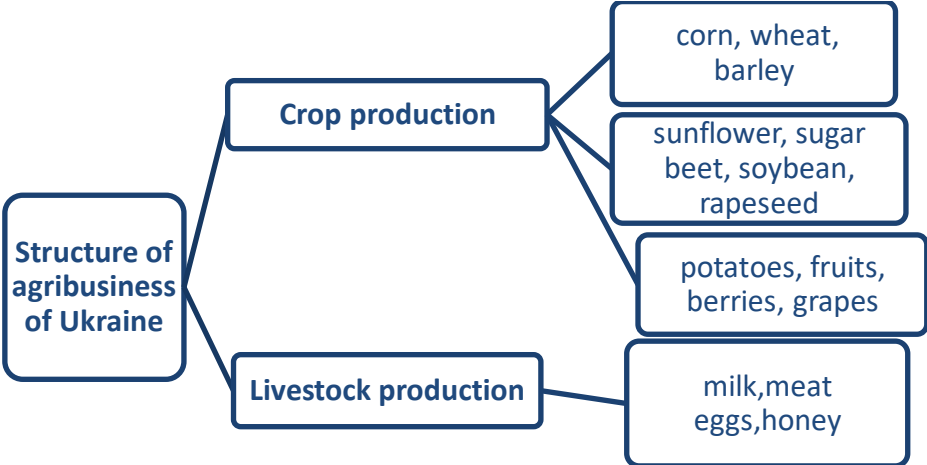 Structure of
agribusiness
of Ukraine
Crop production
corn, wheat,
barley
sunflower, sugar
beet, soybean,
rapeseed
potatoes, fruits,
berries, grapes
Livestock production
milk,meat
eggs,honey